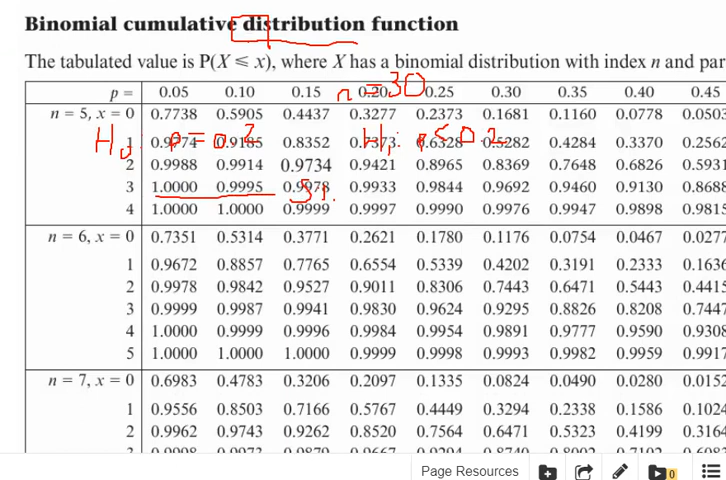 Binomial cumulative distribution function
The tabulated value is P(X ⩽ x), where X has a binomial distribution with index n and par
n = 30
p = 0.05 0.10 0.15 0.20 0.25 0.30 0.35 0.40 0.45
n = 5, x = 0 0.7738 0.5905 0.4437 0.3277 0.2373 0.1681 0.1160 0.0778 0.0503
H₀: p = 0.2 H₁: p < 0.2
1 0.9774 0.9185 0.8352 0.7373 0.6328 0.5282 0.4284 0.3370 0.2562
2 0.9988 0.9914 0.9734 0.9421 0.8965 0.8369 0.7648 0.6826 0.5931
3 1.0000 0.9995 0.9978 0.9933 0.9844 0.9692 0.9460 0.9130 0.8688
4 1.0000 1.0000 0.9999 0.9997 0.9990 0.9976 0.9947 0.9898 0.9815
n = 6, x = 0 0.7351 0.5314 0.3771 0.2621 0.1780 0.1176 0.0754 0.0467 0.0277
1 0.9672 0.8857 0.7765 0.6554 0.5339 0.4202 0.3191 0.2333 0.1636
2 0.9978 0.9842 0.9527 0.9011 0.8306 0.7443 0.6471 0.5443 0.4415
3 0.9999 0.9987 0.9941 0.9830 0.9624 0.9295 0.8826 0.8208 0.7447
4 1.0000 0.9999 0.9996 0.9984 0.9954 0.9891 0.9777 0.9590 0.9308
5 1.0000 1.0000 1.0000 0.9999 0.9998 0.9993 0.9982 0.9959 0.9917
n = 7, x = 0 0.6983 0.4783 0.3206 0.2097 0.1335 0.0824 0.0490 0.0280 0.0152
1 0.9556 0.8503 0.7166 0.5767 0.4449 0.3294 0.2338 0.1586 0.1024
2 0.9962 0.9743 0.9262 0.8520 0.7564 0.6471 0.5323 0.4199 0.3164
Page Resources
0